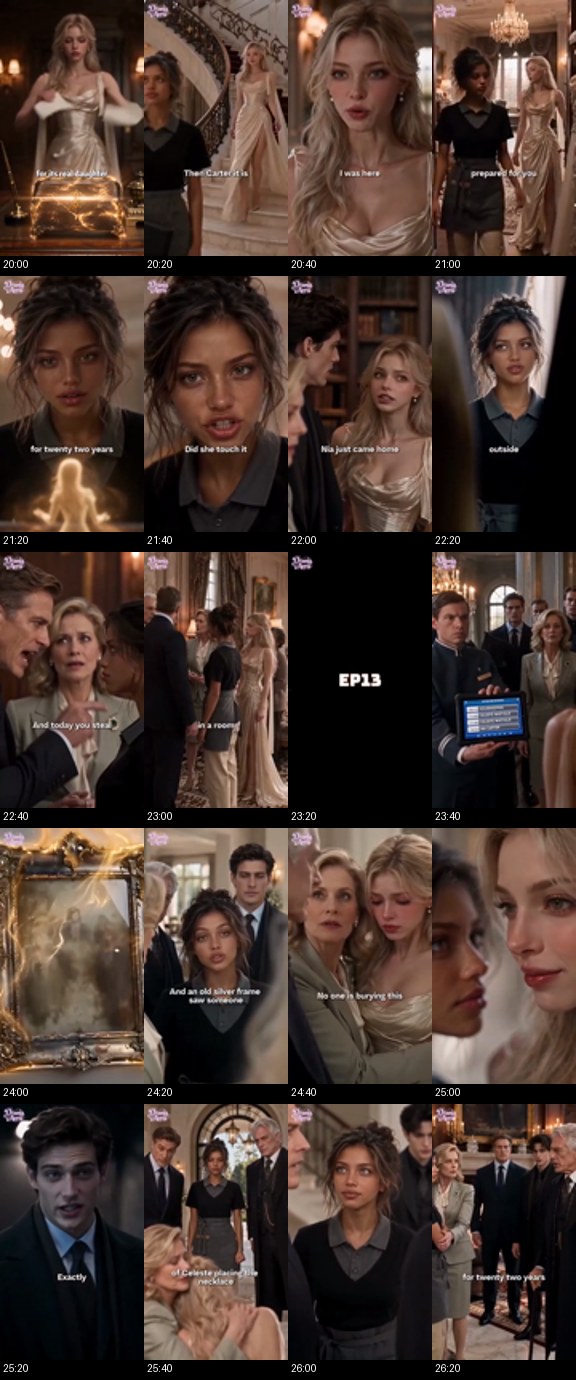 for its real daughter
Then Carter it is
I was here
prepared for you
20:00
20:20
20:40
21:00
for twenty two years
Did she touch it
Nia just came home
outside
21:20
21:40
22:00
22:20
And today you steal
in a room
EP13
22:40
23:00
23:20
23:40
And an old silver frame
saw someone
No one is burying this
24:00
24:20
24:40
25:00
Exactly
of Celeste placing the
necklace
for twenty two years
25:20
25:40
26:00
26:20